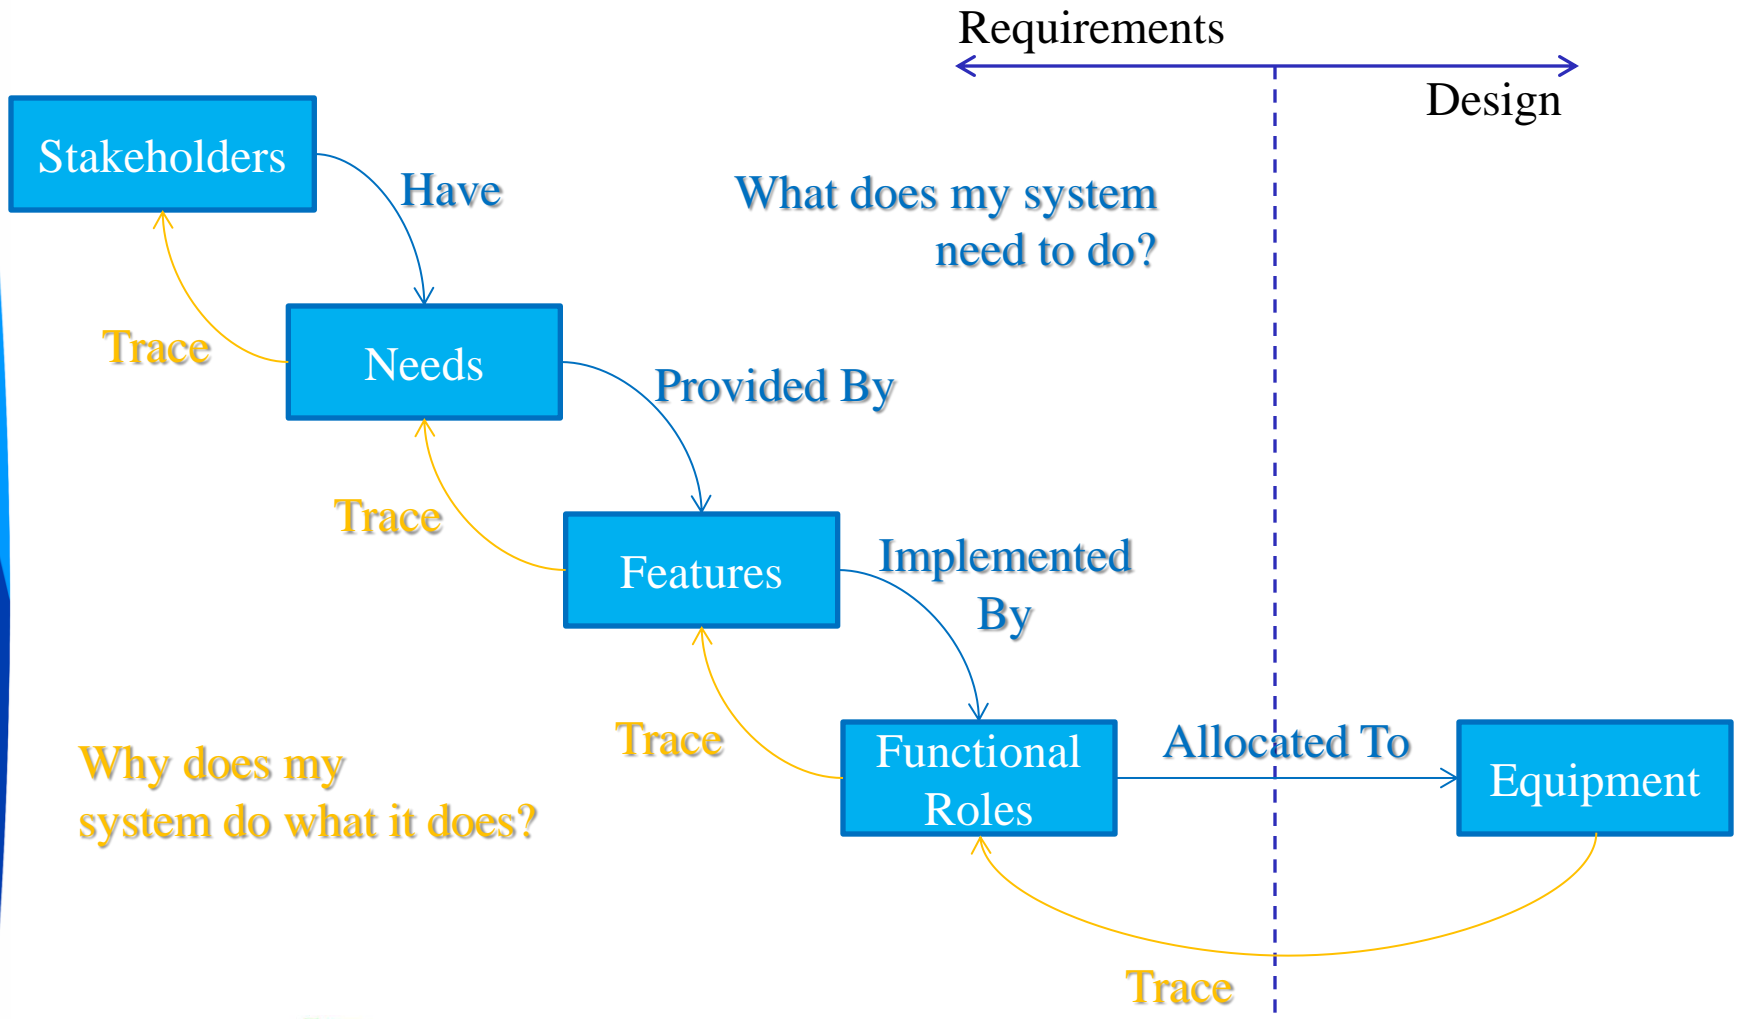 Requirements
Design
Stakeholders
Have
What does my system
need to do?
Trace
Needs
Provided By
Trace
Features
Implemented
By
Trace
Functional
Roles
Allocated To
Equipment
Why does my
system do what it does?
Trace